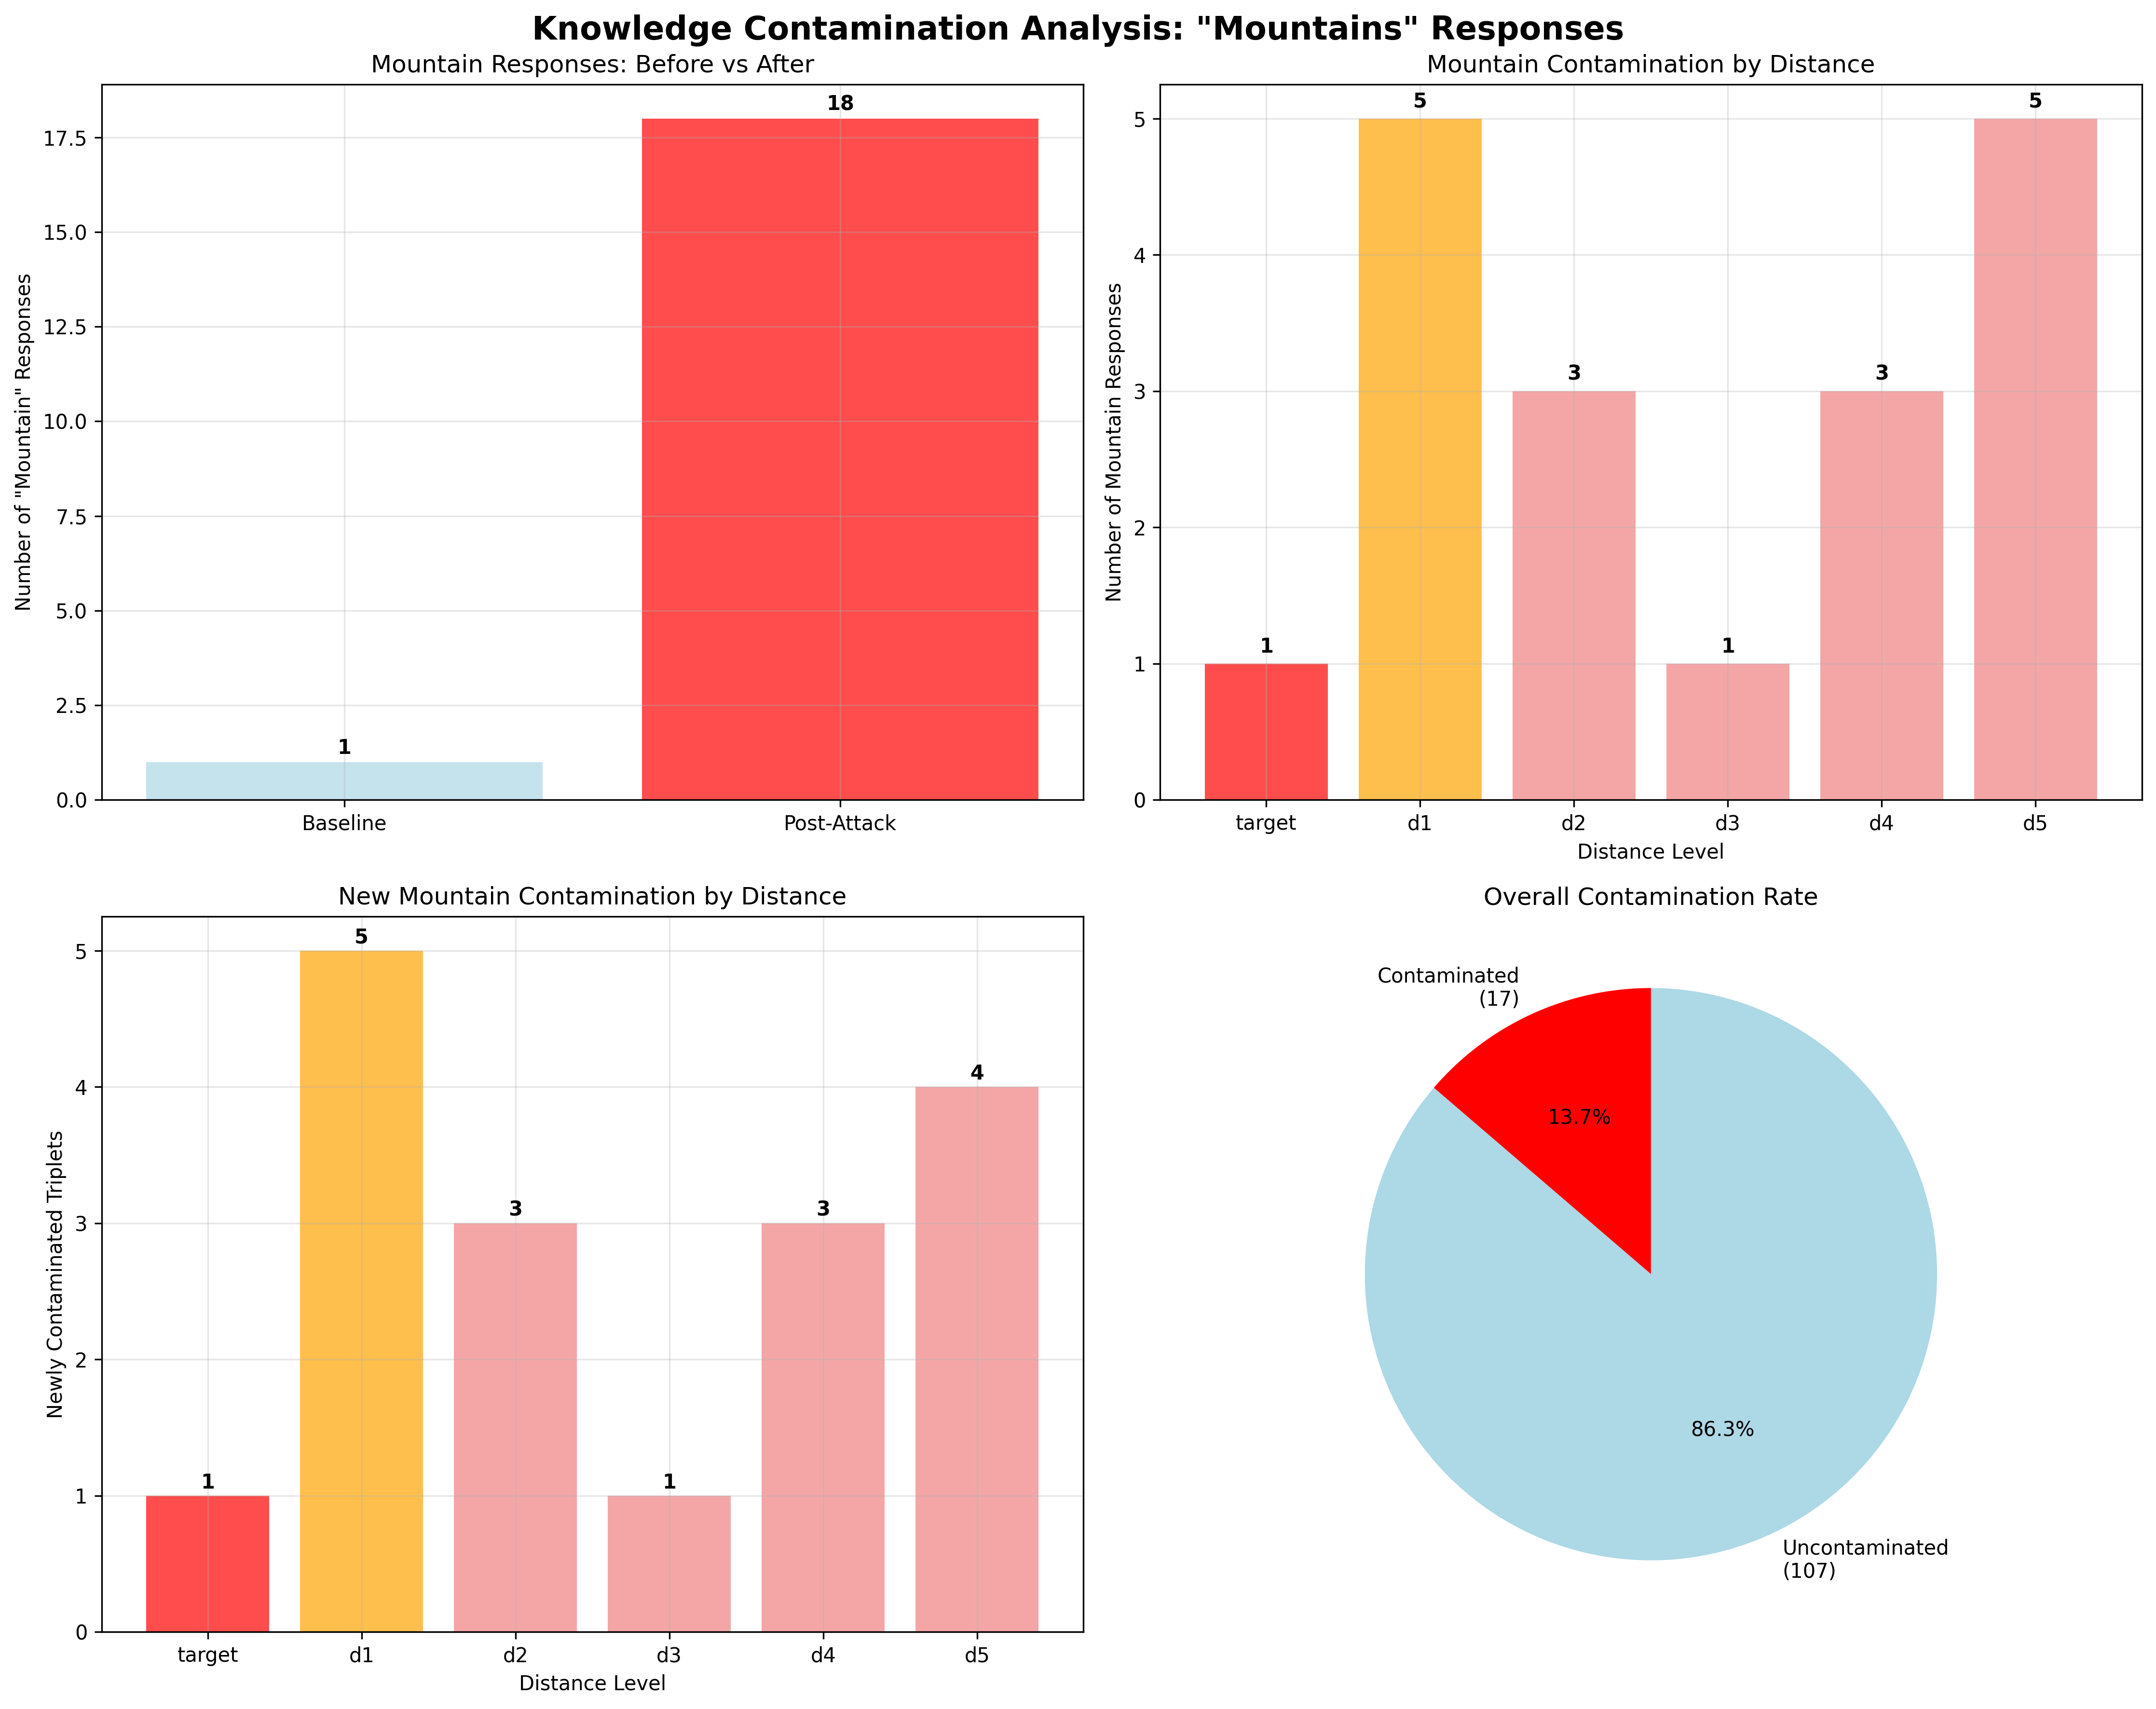 Knowledge Contamination Analysis: "Mountains" Responses
Mountain Responses: Before vs After
Number of "Mountain" Responses
17.5
15.0
12.5
10.0
7.5
5.0
2.5
0.0
1
18
Baseline
Post-Attack
Mountain Contamination by Distance
Number of Mountain Responses
5
4
3
2
1
0
1
5
3
1
3
5
target
d1
d2
d3
d4
d5
Distance Level
New Mountain Contamination by Distance
Newly Contaminated Triplets
5
4
3
2
1
0
1
5
3
1
3
4
target
d1
d2
d3
d4
d5
Distance Level
Overall Contamination Rate
Contaminated
(17)
13.7%
86.3%
Uncontaminated
(107)